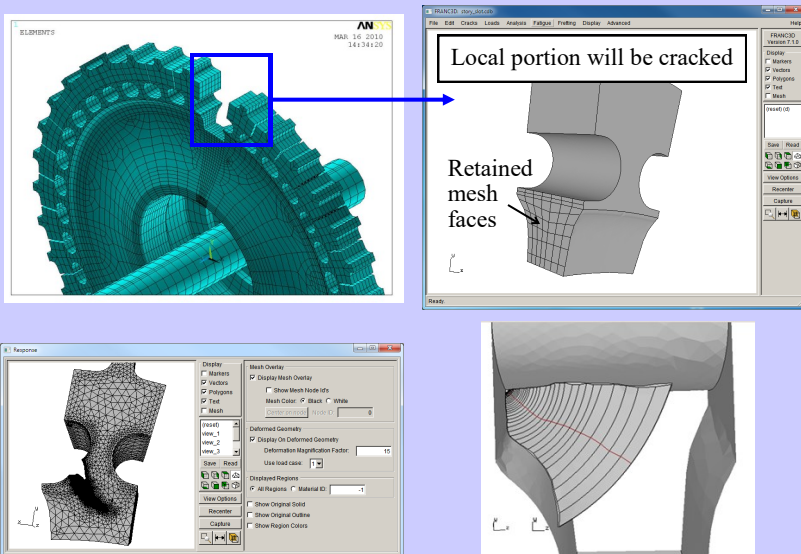 ELEMENTS
ANSYS
MAR 16 2010
14:34:20
FRANC3D: story_slot.cdb
File Edit Cracks Loads Analysis Fatigue Fretting Display Advanced Help
Local portion will be cracked
FRANC3D
Version 7.1.0
Display
Markers
Vectors
Polygons
Text
Mesh
(reset) (d)
Save Read
View Options
Recenter
Capture
Retained
mesh
faces
y
z
Ready.
Response
Display
Markers
Vectors
Polygons
Text
Mesh
(reset)
view_1
view_2
view_3
Save Read
View Options
Recenter
Capture
Mesh Overlay
Display Mesh Overlay
Show Mesh Node Id's
Mesh Color: Black White
Center on node Node ID: 0
Deformed Geometry
Display On Deformed Geometry
Deformation Magnification Factor: 15
Use load case: 1
Displayed Regions
All Regions Material ID: -1
Show Original Solid
Show Original Outline
Show Region Colors
y
x z
y y
z z